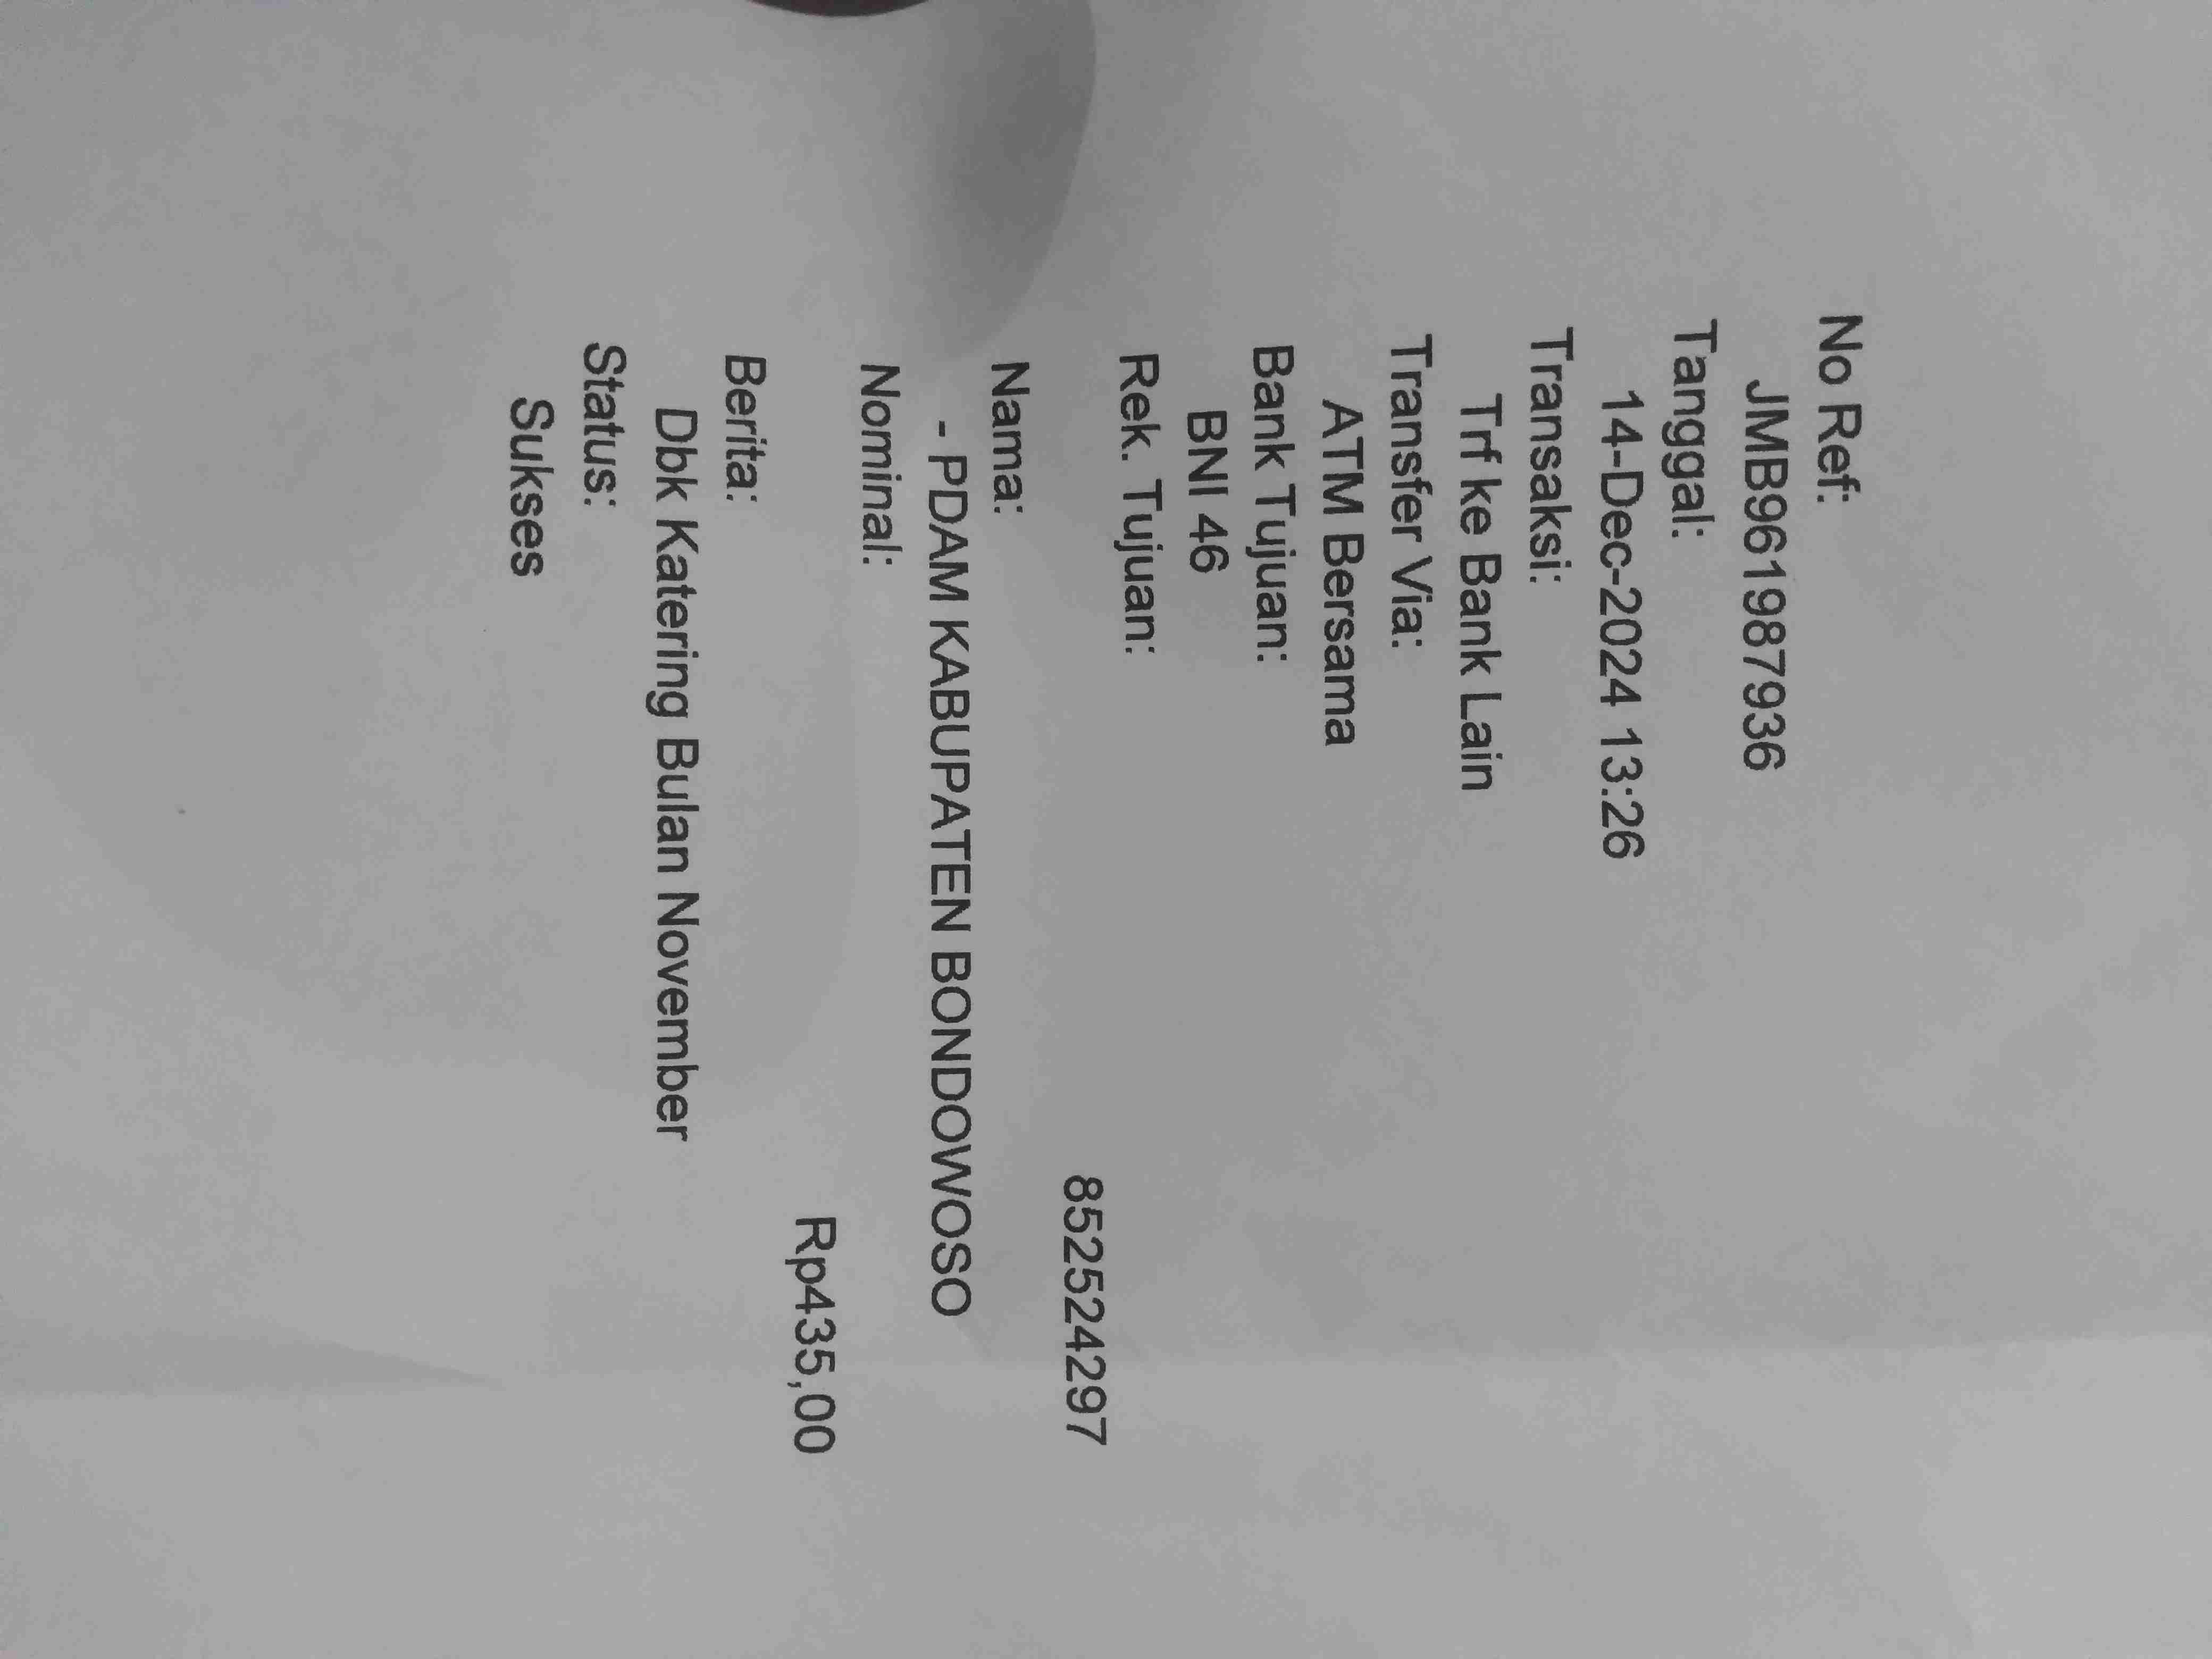 No Ref:
JMB961987936
Tanggal:
14-Dec-2024 13:26
Transaksi:
Trf ke Bank Lain
Transfer Via:
ATM Bersama
Bank Tujuan:
BNI 46
Rek. Tujuan:
852524297
Nama:
- PDAM KABUPATEN BONDOWOSO
Nominal:
Rp435,00
Berita:
Dbk Katering Bulan November
Status:
Sukses